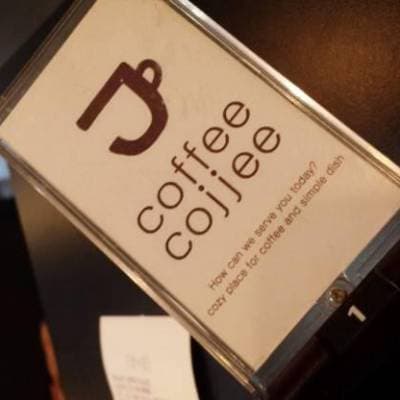 coffee
cojjee
How can we serve you today?
cozy place for coffee and simple dish
1